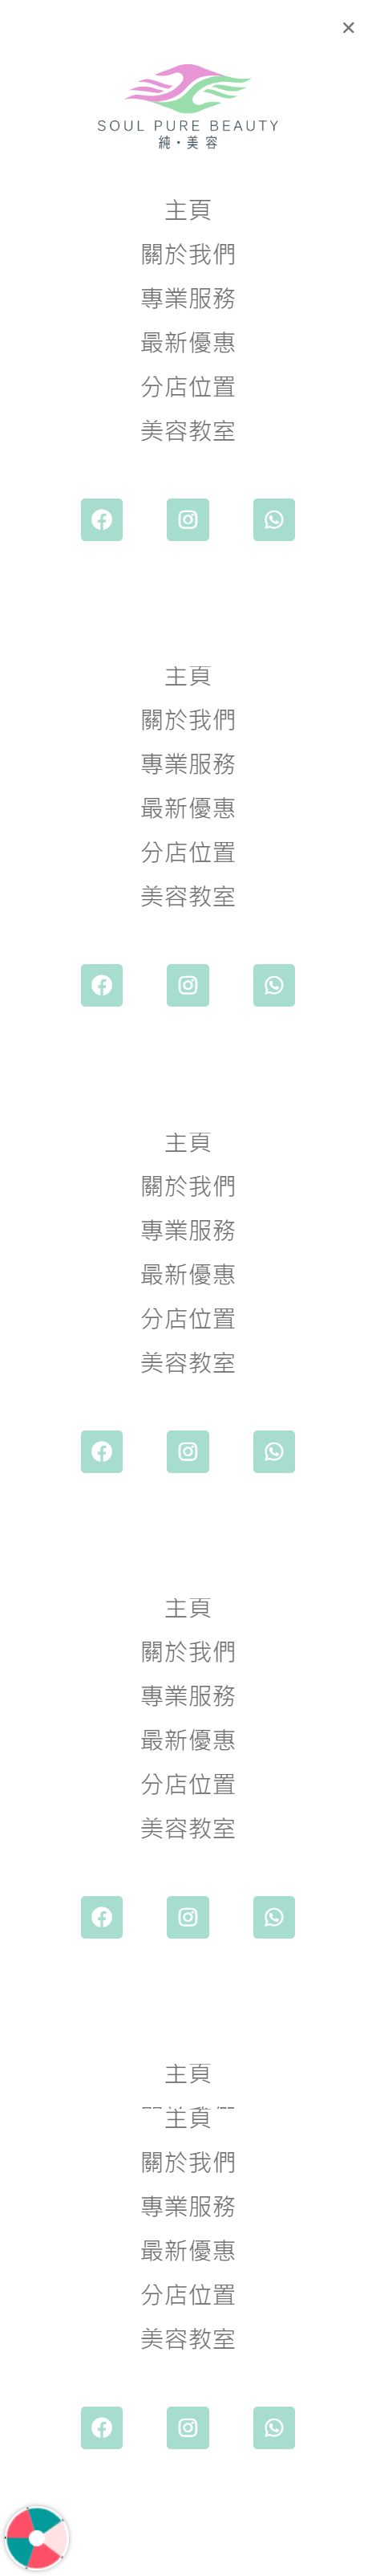 SOUL PURE BEAUTY
純•美 容
主頁
關於我們
專業服務
最新優惠
分店位置
美容教室
主頁
關於我們
專業服務
最新優惠
分店位置
美容教室
主頁
關於我們
專業服務
最新優惠
分店位置
美容教室
主頁
關於我們
專業服務
最新優惠
分店位置
美容教室
主頁
主頁
關於我們
專業服務
最新優惠
分店位置
美容教室